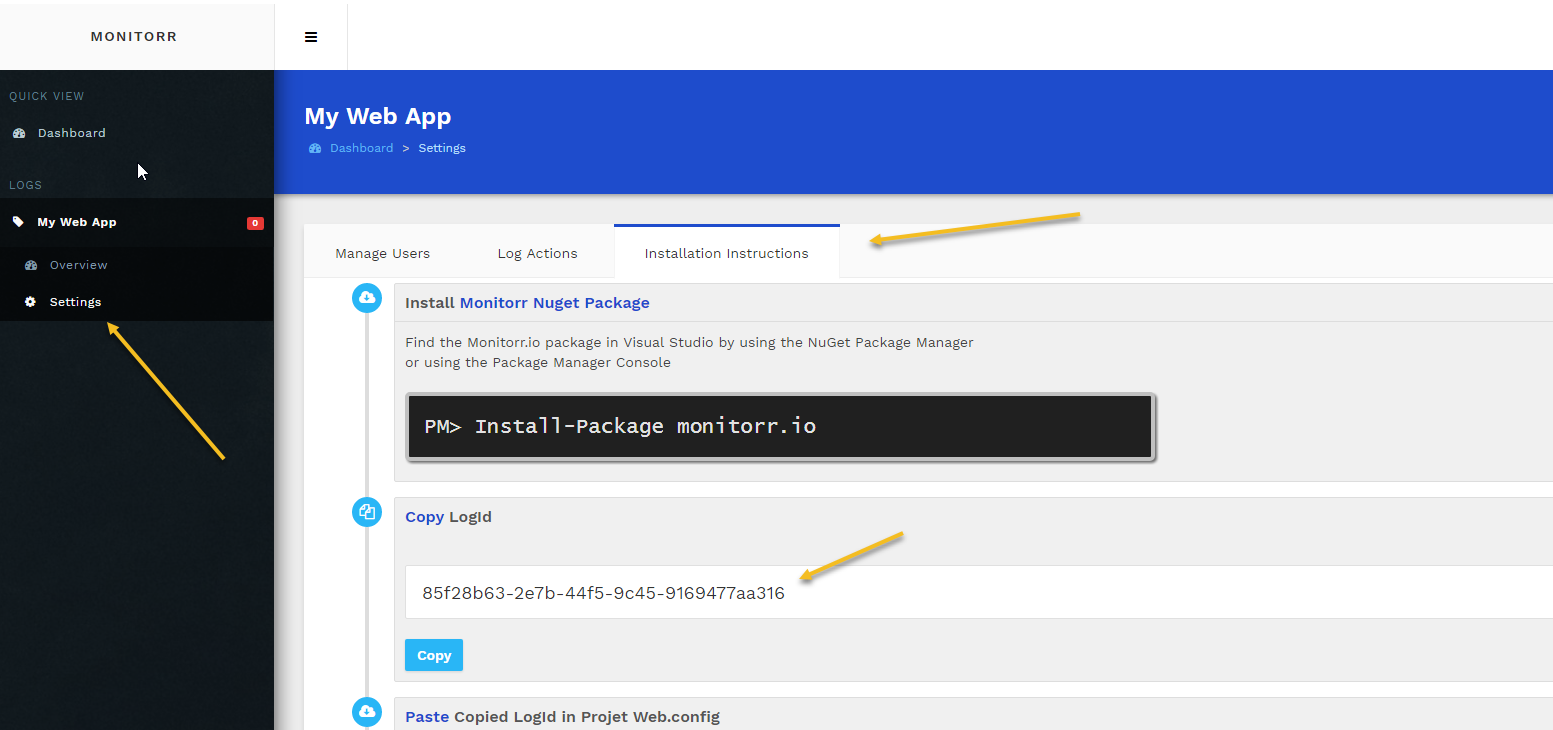 MONITORR
QUICK VIEW
Dashboard
LOGS
My Web App
0
Overview
Settings
My Web App
Dashboard > Settings
Manage Users
Log Actions
Installation Instructions
Install Monitorr Nuget Package
Find the Monitorr.io package in Visual Studio by using the NuGet Package Manager
or using the Package Manager Console
PM> Install-Package monitorr.io
Copy LogId
85f28b63-2e7b-44f5-9c45-9169477aa316
Copy
Paste Copied LogId in Projet Web.config